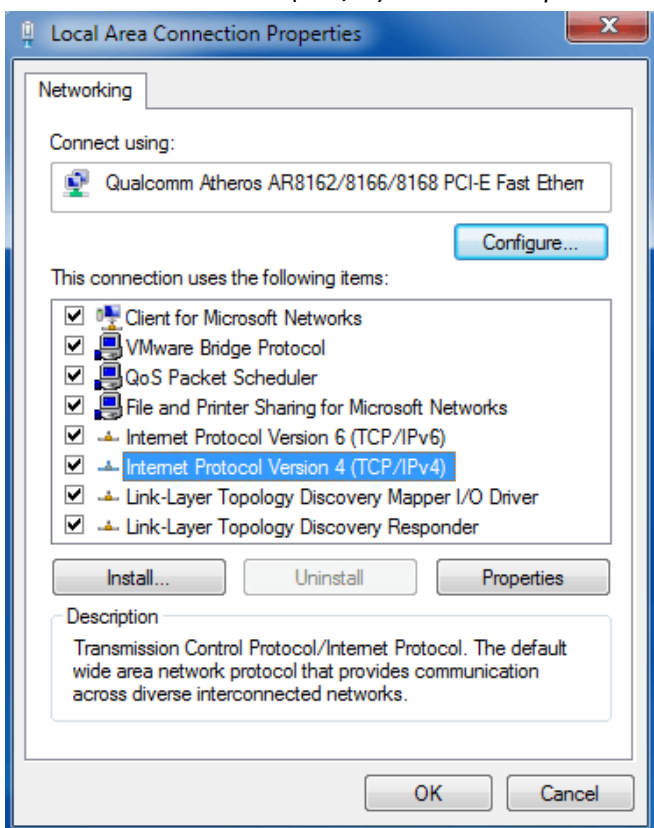 Local Area Connection Properties
Networking
Connect using:
Qualcomm Atheros AR8162/8166/8168 PCI-E Fast Ethern
Configure...
This connection uses the following items:
Client for Microsoft Networks
VMware Bridge Protocol
QoS Packet Scheduler
File and Printer Sharing for Microsoft Networks
Internet Protocol Version 6 (TCP/IPv6)
Internet Protocol Version 4 (TCP/IPv4)
Link-Layer Topology Discovery Mapper I/O Driver
Link-Layer Topology Discovery Responder
Install... Uninstall Properties
Description
Transmission Control Protocol/Internet Protocol. The default
wide area network protocol that provides communication
across diverse interconnected networks.
OK Cancel